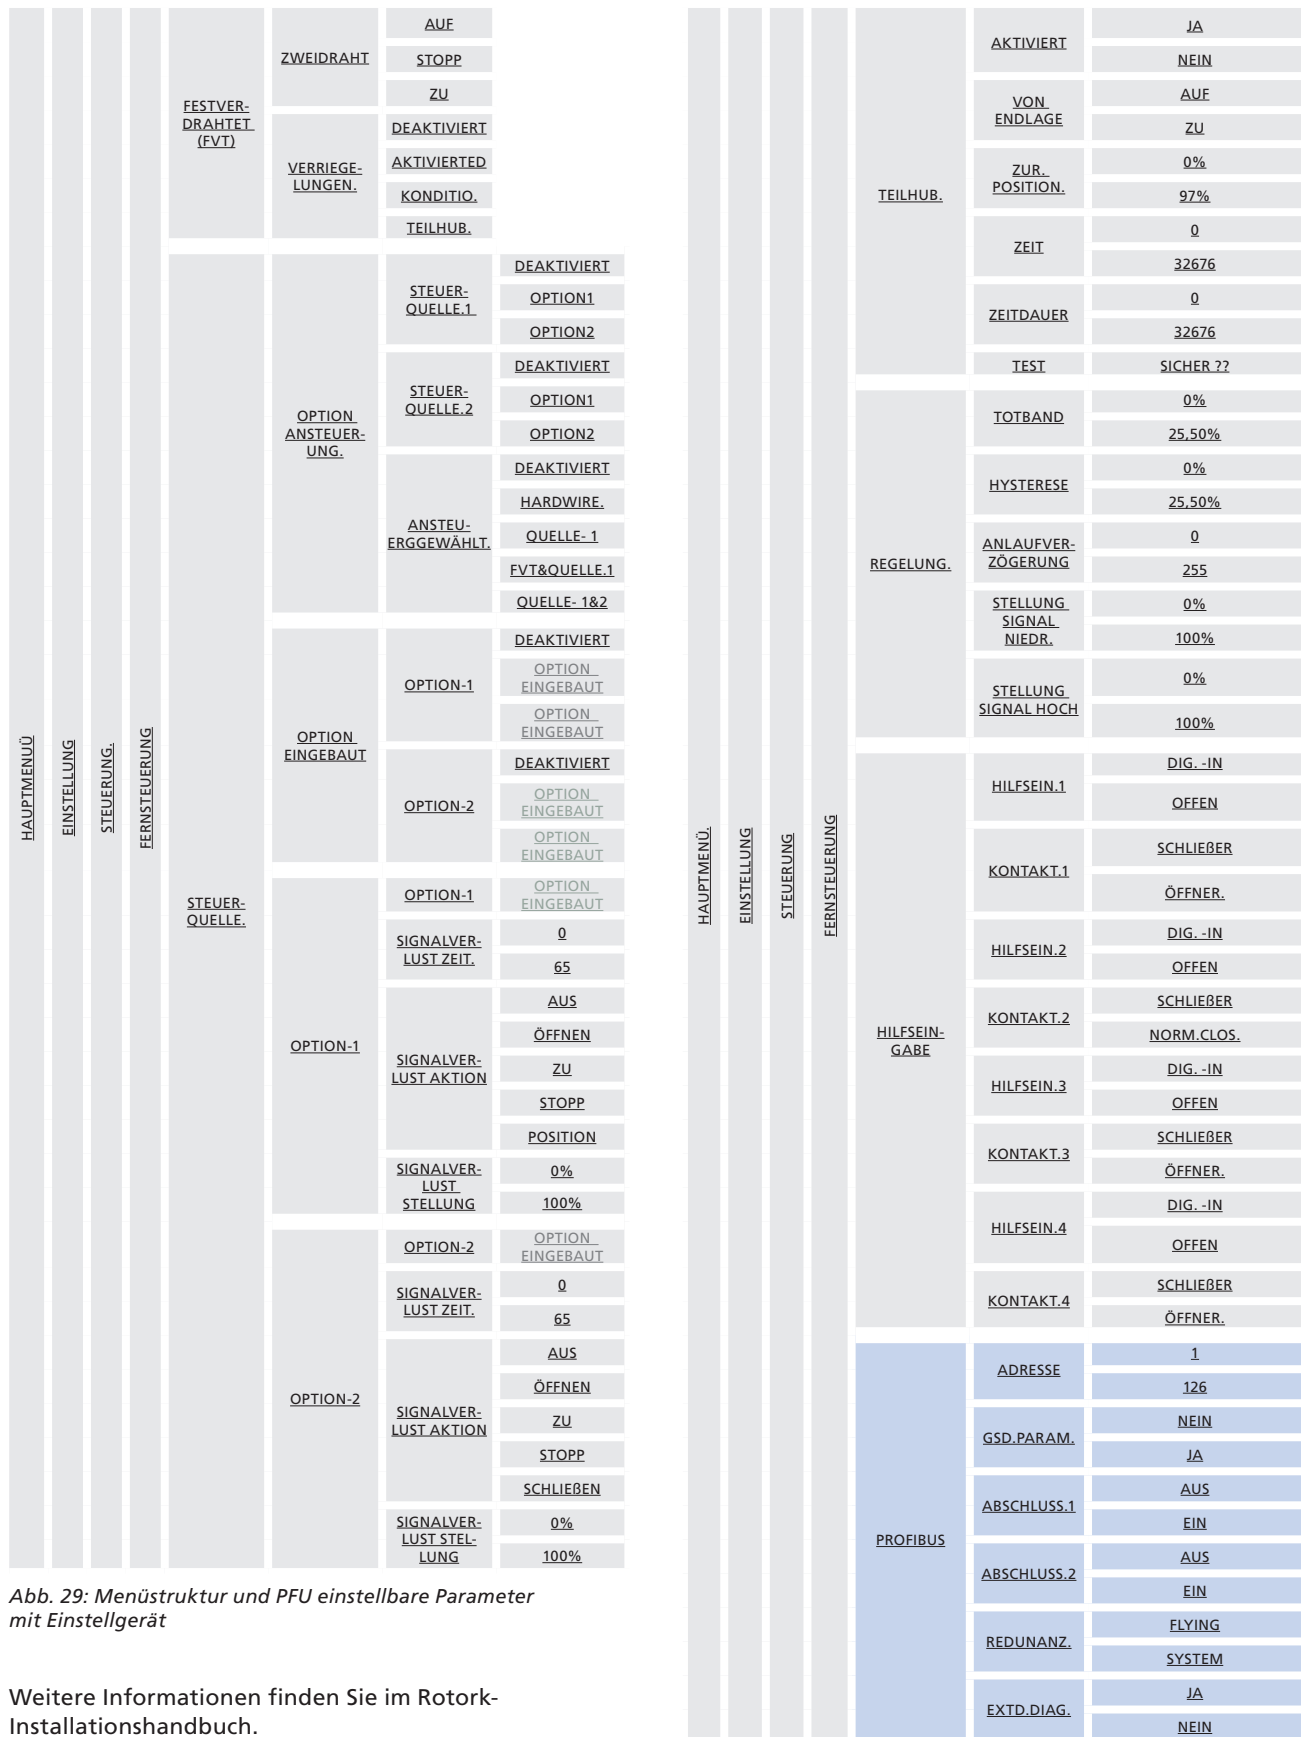 HAUPTMENUÜ
EINSTELLUNG
STEUERUNG.
FERNSTEUERUNG
FESTVER-
DRAHTET
(FVT)
ZWEIDRAHT
AUF
STOPP
ZU
VERRIEGE-
LUNGEN.
DEAKTIVIERT
AKTIVIERTED
KONDITIO.
TEILHUB.
STEUER-
QUELLE.
OPTION
ANSTEUER-
UNG.
STEUER-
QUELLE.1
DEAKTIVIERT
OPTION1
OPTION2
STEUER-
QUELLE.2
DEAKTIVIERT
OPTION1
OPTION2
ANSTEU-
ERGGEWÄHLT.
DEAKTIVIERT
HARDWIRE.
QUELLE- 1
FVT&QUELLE.1
QUELLE- 1&2
OPTION
EINGEBAUT
OPTION-1
DEAKTIVIERT
OPTION
EINGEBAUT
OPTION
EINGEBAUT
OPTION-2
DEAKTIVIERT
OPTION
EINGEBAUT
OPTION
EINGEBAUT
OPTION-1
OPTION-1
OPTION
EINGEBAUT
SIGNALVER-
LUST ZEIT.
0
65
SIGNALVER-
LUST AKTION
AUS
ÖFFNEN
ZU
STOPP
POSITION
SIGNALVER-
LUST
STELLUNG
0%
100%
OPTION-2
OPTION-2
OPTION
EINGEBAUT
SIGNALVER-
LUST ZEIT.
0
65
SIGNALVER-
LUST AKTION
AUS
ÖFFNEN
ZU
STOPP
SCHLIEßEN
SIGNALVER-
LUST STEL-
LUNG
0%
100%
Abb. 29: Menüstruktur und PFU einstellbare Parameter
mit Einstellgerät
Weitere Informationen finden Sie im Rotork-
Installationshandbuch.
HAUPTMENÜ.
EINSTELLUNG
STEUERUNG
FERNSTEUERUNG
TEILHUB.
AKTIVIERT
JA
NEIN
VON
ENDLAGE
AUF
ZU
ZUR.
POSITION.
0%
97%
ZEIT
0
32676
ZEITDAUER
0
32676
TEST
SICHER ??
REGELUNG.
TOTBAND
0%
25,50%
HYSTERESE
0%
25,50%
ANLAUFVER-
ZÖGERUNG
0
255
STELLUNG
SIGNAL
NIEDR.
0%
100%
STELLUNG
SIGNAL HOCH
0%
100%
HILFSEIN-
GABE
HILFSEIN.1
DIG. -IN
OFFEN
KONTAKT.1
SCHLIEßER
ÖFFNER.
HILFSEIN.2
DIG. -IN
OFFEN
KONTAKT.2
SCHLIEßER
NORM.CLOS.
HILFSEIN.3
DIG. -IN
OFFEN
KONTAKT.3
SCHLIEßER
ÖFFNER.
HILFSEIN.4
DIG. -IN
OFFEN
KONTAKT.4
SCHLIEßER
ÖFFNER.
PROFIBUS
ADRESSE
1
126
GSD.PARAM.
NEIN
JA
ABSCHLUSS.1
AUS
EIN
ABSCHLUSS.2
AUS
EIN
REDUNANZ.
FLYING
SYSTEM
EXTD.DIAG.
JA
NEIN